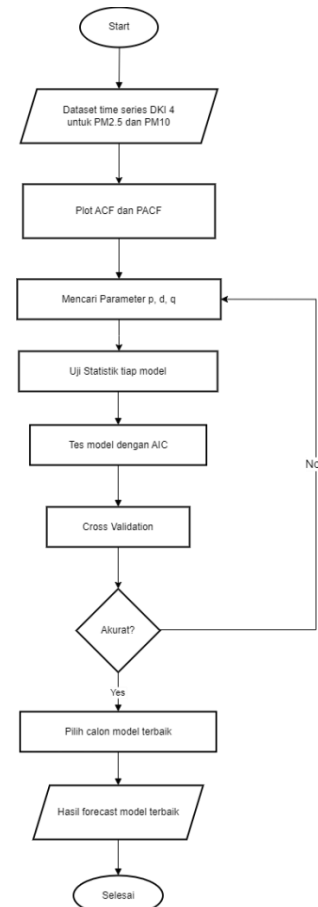 Start
Dataset time series DKI 4
untuk PM2.5 dan PM10
Plot ACF dan PACF
Mencari Parameter p, d, q
Uji Statistik tiap model
Tes model dengan AIC
No
Cross Validation
Akurat?
Yes
Pilih calon model terbaik
Hasil forecast model terbaik
Selesai